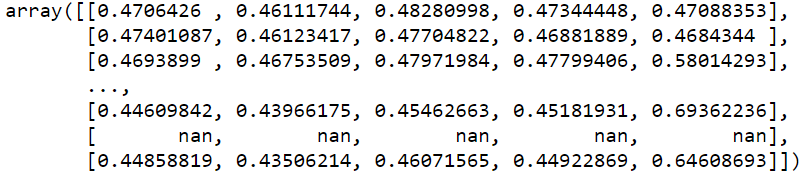 array([[0.4706426 , 0.46111744, 0.48280998, 0.47344448, 0.47088353],
       [0.47401087, 0.46123417, 0.47704822, 0.46881889, 0.4684344 ],
       [0.4693899 , 0.46753509, 0.47971984, 0.47799406, 0.58014293],
       ...,
       [0.44609842, 0.43966175, 0.45462663, 0.45181931, 0.69362236],
       [       nan,        nan,        nan,        nan,        nan],
       [0.44858819, 0.43506214, 0.46071565, 0.44922869, 0.64608693]])